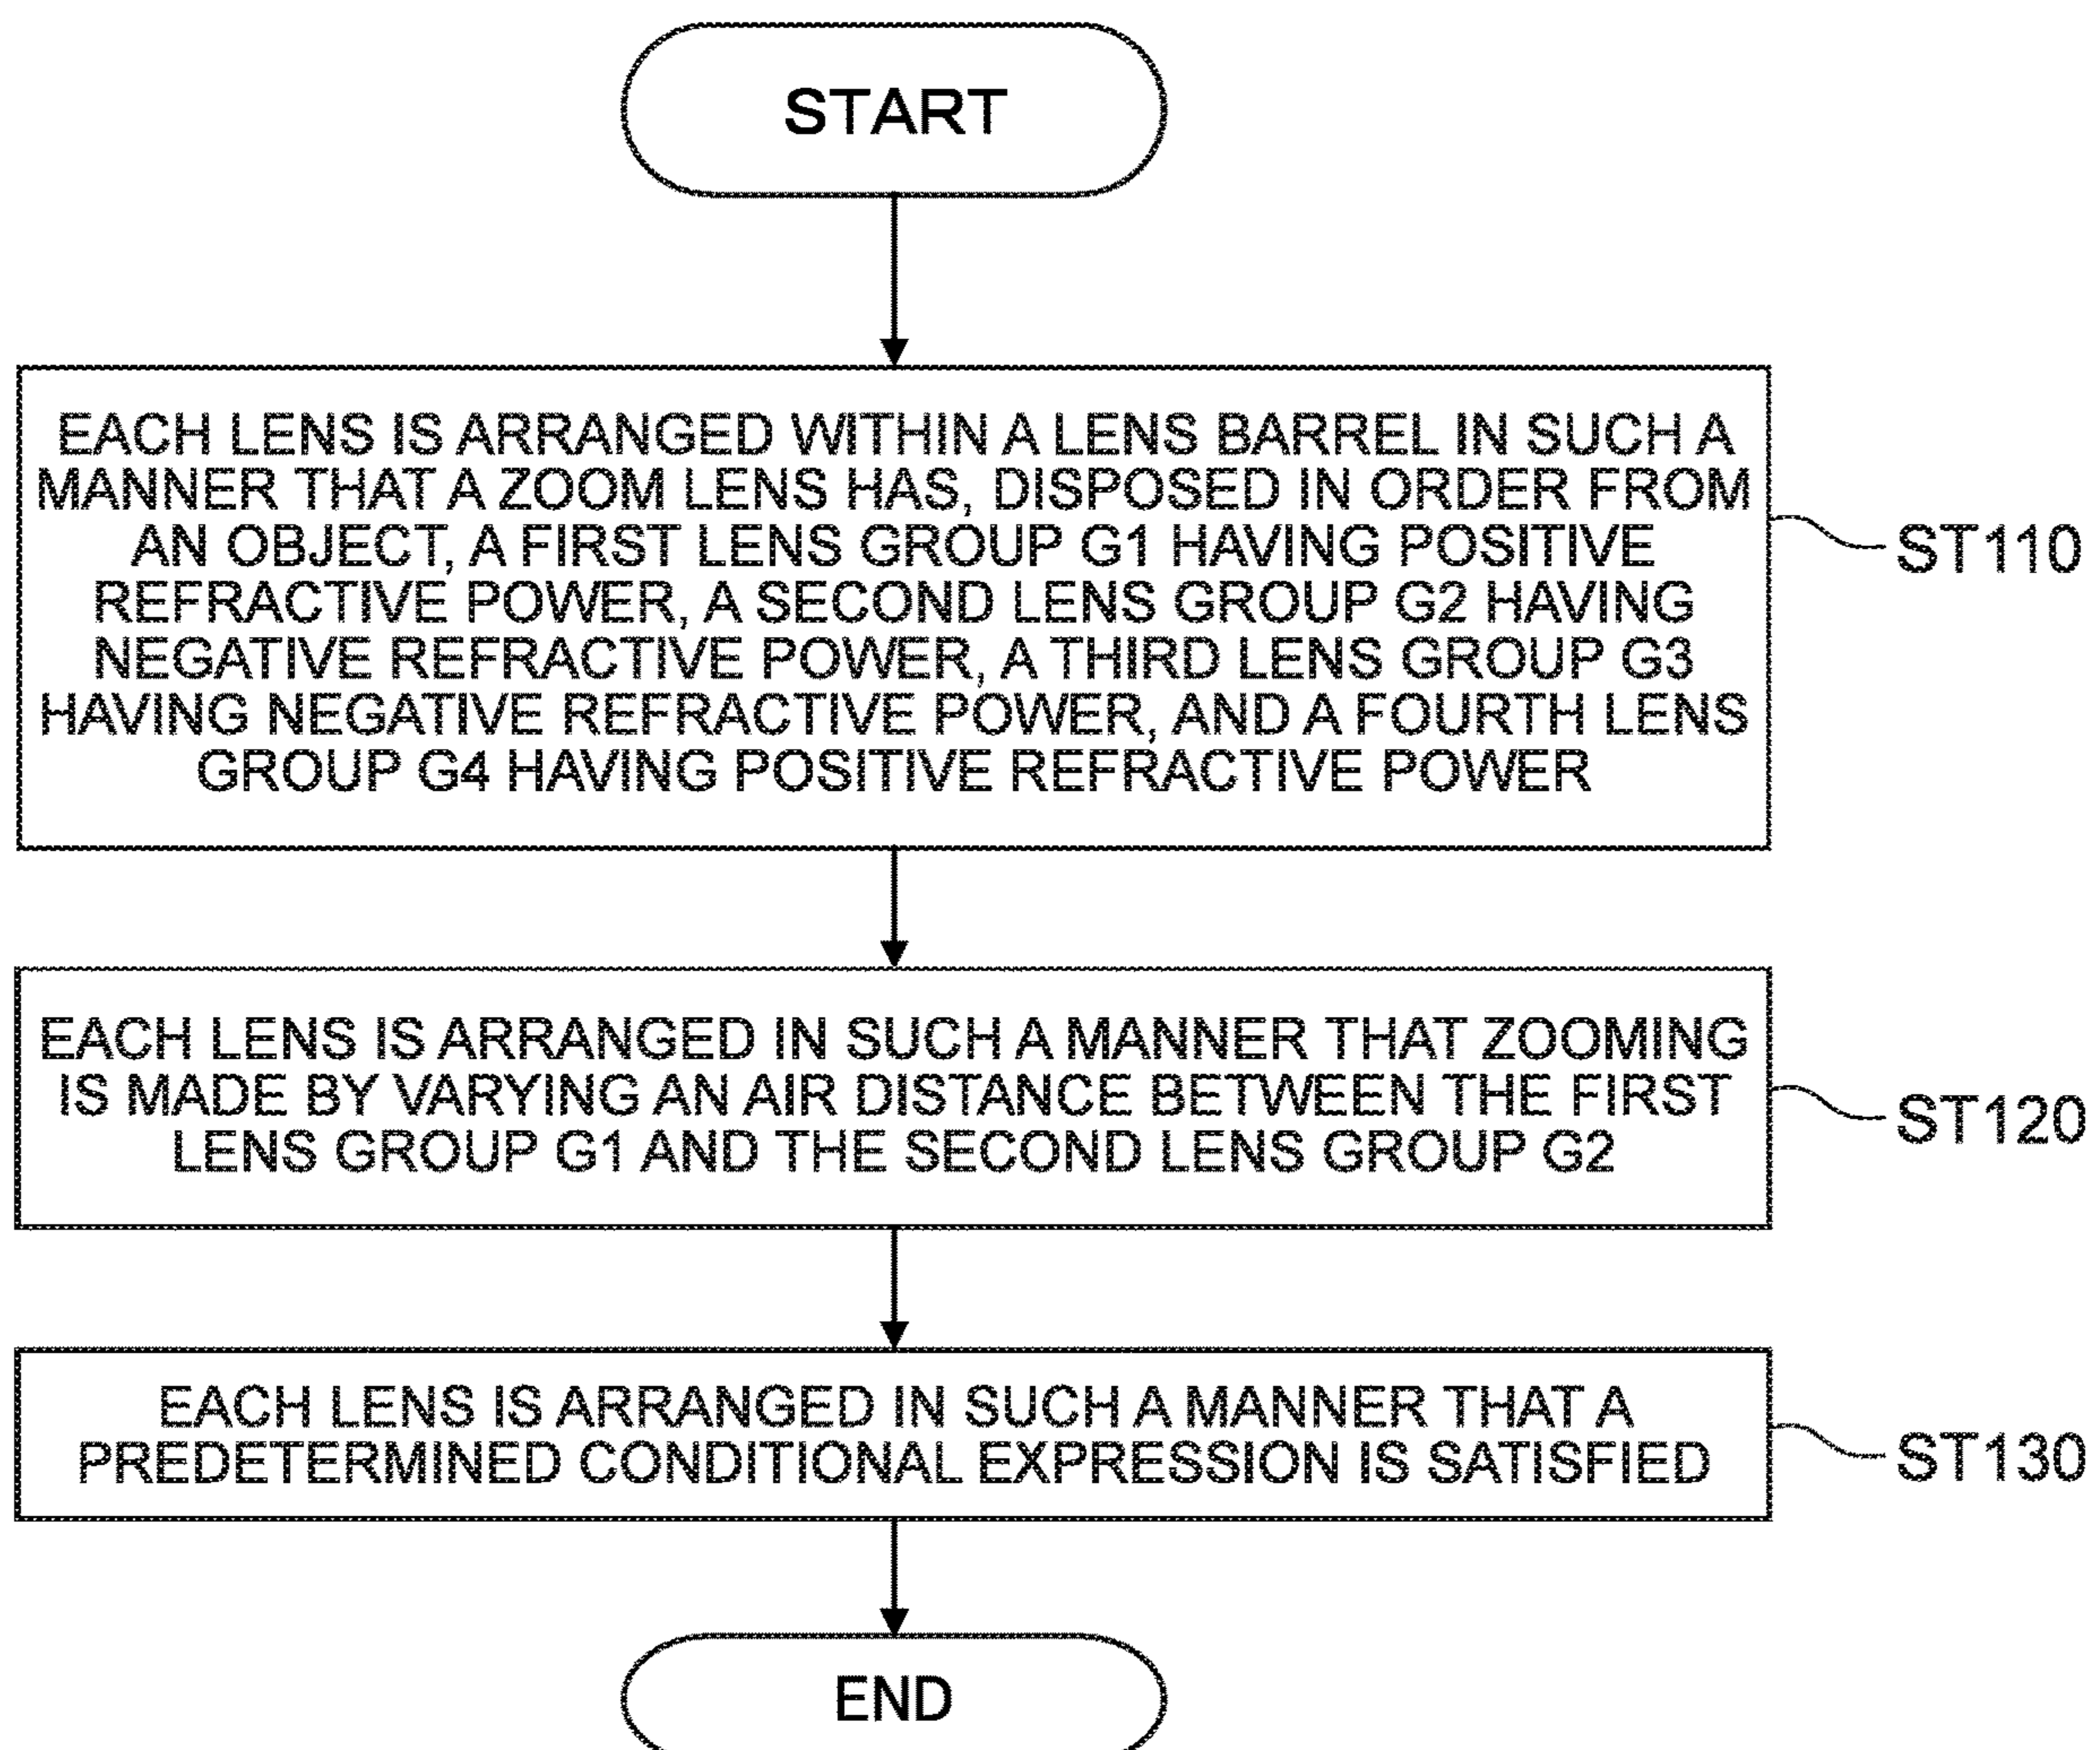 START
EACH LENS IS ARRANGED WITHIN A LENS BARREL IN SUCH A
MANNER THAT A ZOOM LENS HAS, DISPOSED IN ORDER FROM
AN OBJECT, A FIRST LENS GROUP G1 HAVING POSITIVE
REFRACTIVE POWER, A SECOND LENS GROUP G2 HAVING
NEGATIVE REFRACTIVE POWER, A THIRD LENS GROUP G3
HAVING NEGATIVE REFRACTIVE POWER, AND A FOURTH LENS
GROUP G4 HAVING POSITIVE REFRACTIVE POWER
ST110
EACH LENS IS ARRANGED IN SUCH A MANNER THAT ZOOMING
IS MADE BY VARYING AN AIR DISTANCE BETWEEN THE FIRST
LENS GROUP G1 AND THE SECOND LENS GROUP G2
ST120
EACH LENS IS ARRANGED IN SUCH A MANNER THAT A
PREDETERMINED CONDITIONAL EXPRESSION IS SATISFIED
ST130
END